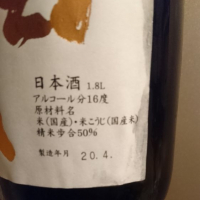 日本酒 1.8L
アルコール分16度
原材料名
米(国産)・米こうじ(国産米)
精米歩合50%
製造年月 20.4.